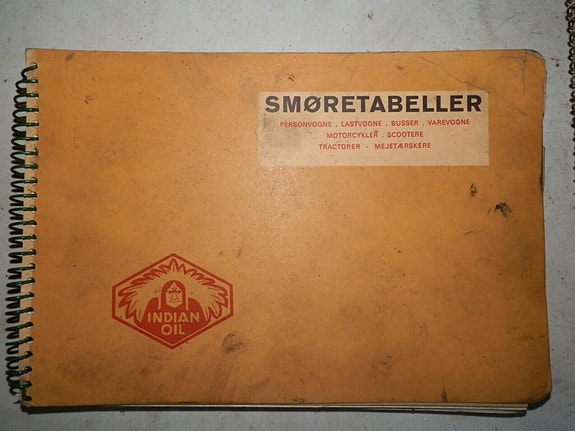 SMØRETABELLER
PERSONVOGNE . LASTVOGNE . BUSSER . VAREVOGNE
MOTORCYKLER . SCOOTERE
TRACTORER - MEJETÆRSKERE
INDIAN
OIL